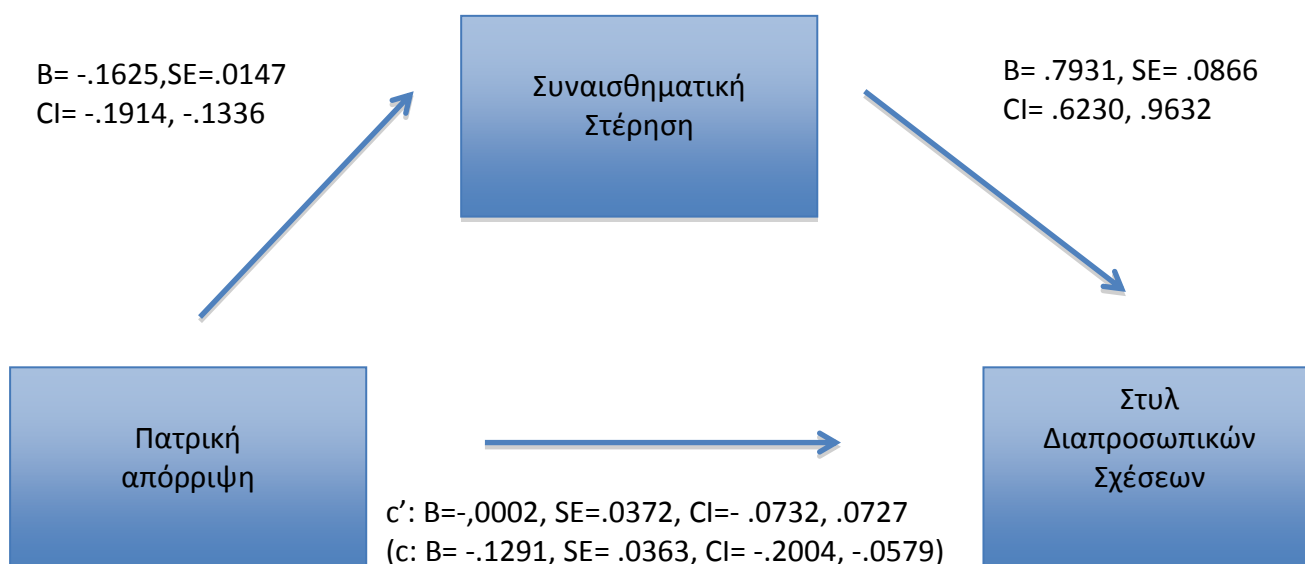 B= -.1625,SE=.0147
CI= -.1914, -.1336
Συναισθηματική
Στέρηση
B= .7931, SE= .0866
CI= .6230, .9632
Πατρική
απόρριψη
Στυλ
Διαπροσωπικών
Σχέσεων
c’: B=-,0002, SE=.0372, CI=- .0732, .0727
(c: B= -.1291, SE= .0363, CI= -.2004, -.0579)